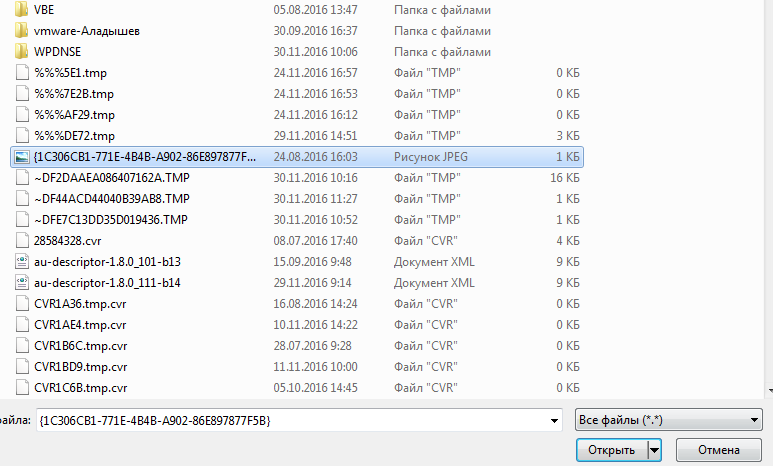 VBE 05.08.2016 13:47 Папка с файлами
vmware-Аладышев 30.09.2016 16:37 Папка с файлами
WPDNSE 30.11.2016 10:06 Папка с файлами
%%%5E1.tmp 24.11.2016 16:57 Файл "TMP" 0 КБ
%%%7E2B.tmp 24.11.2016 16:53 Файл "TMP" 0 КБ
%%%AF29.tmp 24.11.2016 16:12 Файл "TMP" 0 КБ
%%%DE72.tmp 29.11.2016 14:51 Файл "TMP" 3 КБ
{1C306CB1-771E-4B4B-A902-86E897877F... 24.08.2016 16:03 Рисунок JPEG 1 КБ
~DF2DAAEA086407162A.TMP 30.11.2016 10:16 Файл "TMP" 16 КБ
~DF44ACD44040B39AB8.TMP 30.11.2016 11:27 Файл "TMP" 1 КБ
~DFE7C13DD35D019436.TMP 30.11.2016 10:52 Файл "TMP" 1 КБ
28584328.cvr 08.07.2016 17:40 Файл "CVR" 4 КБ
au-descriptor-1.8.0_101-b13 15.09.2016 9:48 Документ XML 9 КБ
au-descriptor-1.8.0_111-b14 29.11.2016 9:14 Документ XML 9 КБ
CVR1A36.tmp.cvr 16.08.2016 14:24 Файл "CVR" 0 КБ
CVR1AE4.tmp.cvr 10.11.2016 14:22 Файл "CVR" 0 КБ
CVR1B6C.tmp.cvr 28.07.2016 9:28 Файл "CVR" 0 КБ
CVR1BD9.tmp.cvr 11.11.2016 10:00 Файл "CVR" 0 КБ
CVR1C6B.tmp.cvr 05.10.2016 14:45 Файл "CVR" 0 КБ
айла: {1C306CB1-771E-4B4B-A902-86E897877F5B} Все файлы (*.*)
Открыть Отмена